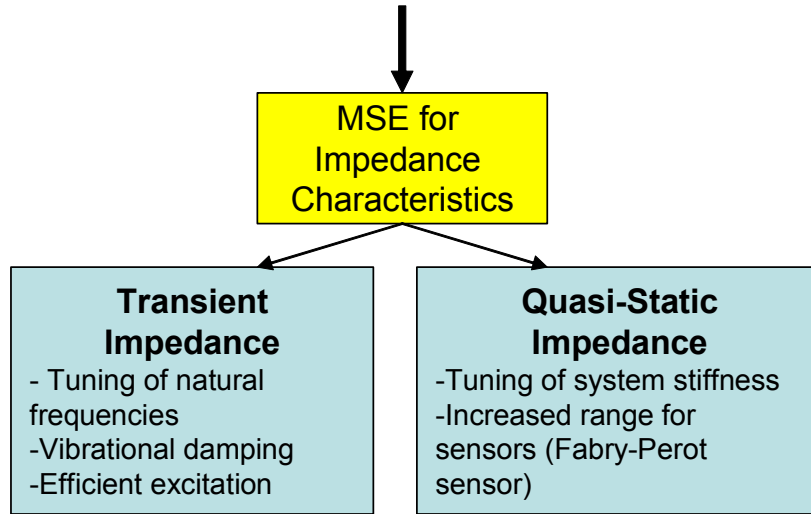 MSE for
Impedance
Characteristics
Transient
Impedance
- Tuning of natural
frequencies
-Vibrational damping
-Efficient excitation
Quasi-Static
Impedance
-Tuning of system stiffness
-Increased range for
sensors (Fabry-Perot
sensor)